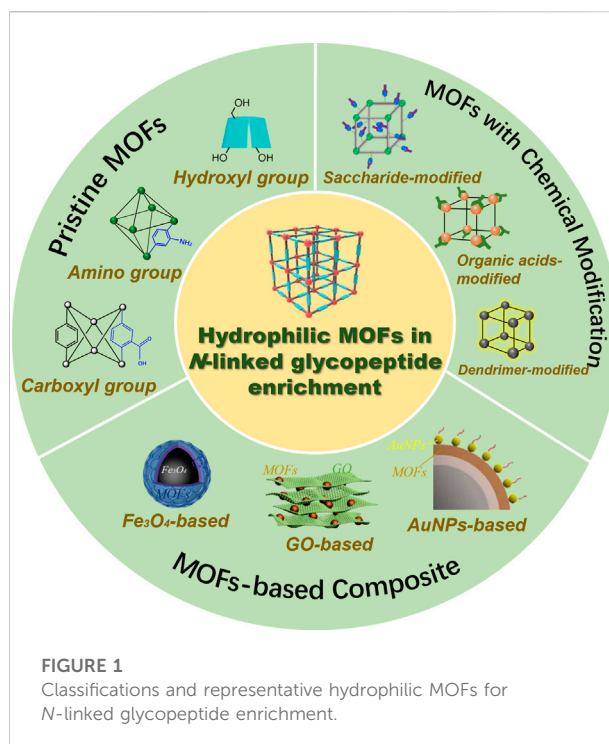 Pristine MOFs
OH
HO
OH
Hydroxyl group
NH₂
Amino group
O
OH
Carboxyl group
MOFs with Chemical Modification
Saccharide-modified
Organic acids-
modified
Dendrimer-modified
Hydrophilic MOFs in
N-linked glycopeptide
enrichment
Fe₃O₄
MOFs
Fe₃O₄-based
MOFs GO
GO-based
AuNPs
MOFs
AuNPs-based
MOFs-based Composite
FIGURE 1
Classifications and representative hydrophilic MOFs for
N-linked glycopeptide enrichment.